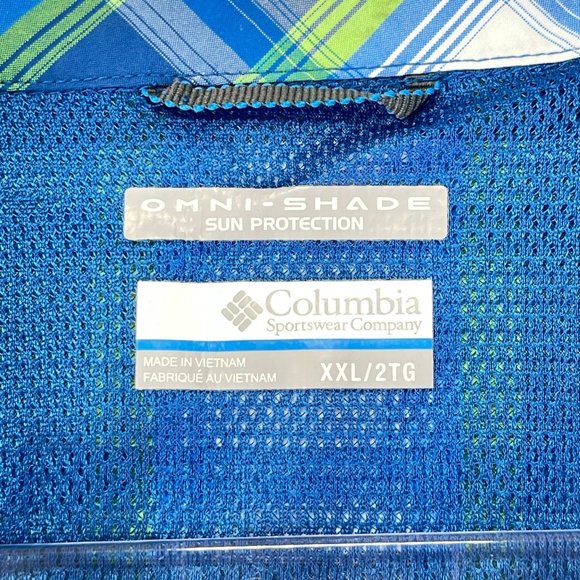 OMNI-SHADE
SUN PROTECTION
Columbia
Sportswear Company
MADE IN VIETNAM
FABRIQUÉ AU VIETNAM
XXL/2TG